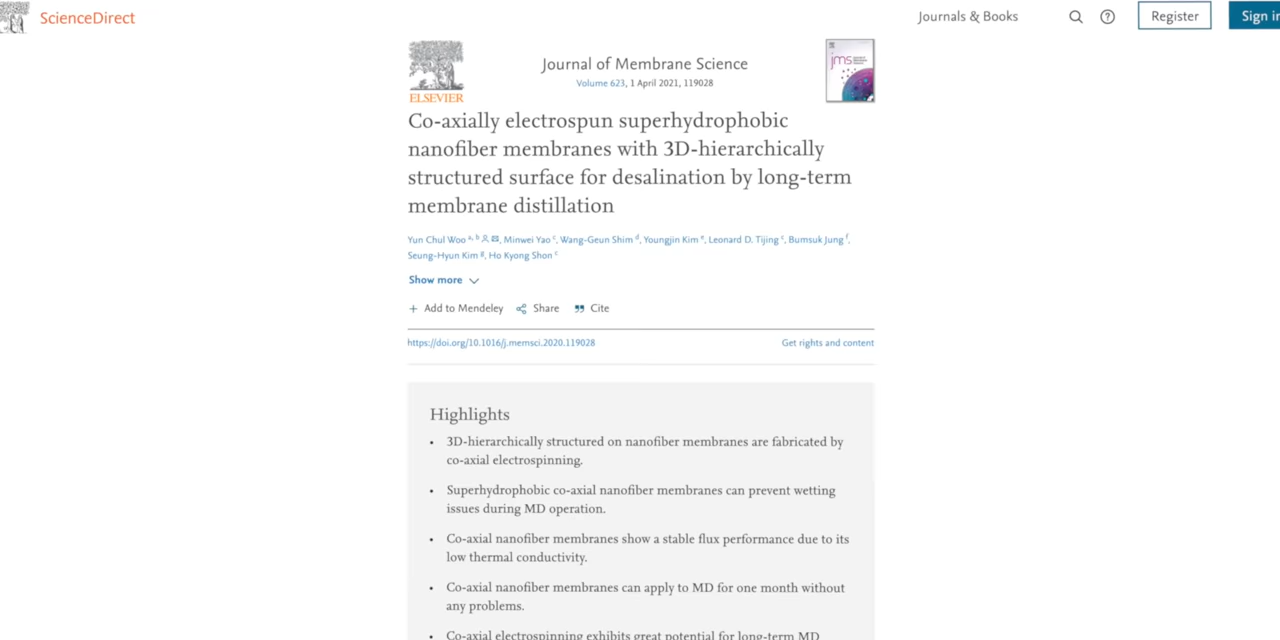 ScienceDirect
Journals & Books
Register
Sign in
ELSEVIER
Journal of Membrane Science
Volume 623, 1 April 2021, 119028
jms
Co-axially electrospun superhydrophobic
nanofiber membranes with 3D-hierarchically
structured surface for desalination by long-term
membrane distillation
Yun Chul Woo a, b, Minwei Yao c, Wang-Geun Shim d, Youngjin Kim e, Leonard D. Tijing c, Bumsuk Jung f,
Seung-Hyun Kim g, Ho Kyong Shon c
Show more
+ Add to Mendeley Share Cite
https://doi.org/10.1016/j.memsci.2020.119028
Get rights and content
Highlights
• 3D-hierarchically structured on nanofiber membranes are fabricated by
co-axial electrospinning.
• Superhydrophobic co-axial nanofiber membranes can prevent wetting
issues during MD operation.
• Co-axial nanofiber membranes show a stable flux performance due to its
low thermal conductivity.
• Co-axial nanofiber membranes can apply to MD for one month without
any problems.
• Co-axial electrospinning exhibits great potential for long-term MD